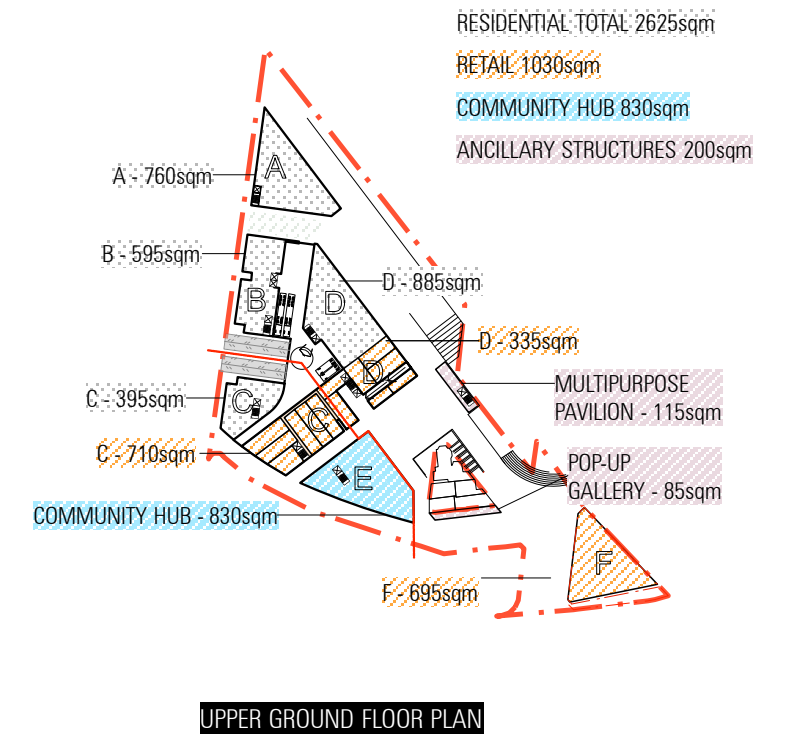 RESIDENTIAL TOTAL 2625sqm
RETAIL 1030sqm
COMMUNITY HUB 830sqm
ANCILLARY STRUCTURES 200sqm
A
A - 760sqm
B - 595sqm
B
D - 885sqm
D
D - 335sqm
D
MULTIPURPOSE
PAVILION - 115sqm
C - 395sqm
C
C
C - 710sqm
E
POP-UP
GALLERY - 85sqm
COMMUNITY HUB - 830sqm
F
F - 695sqm
UPPER GROUND FLOOR PLAN